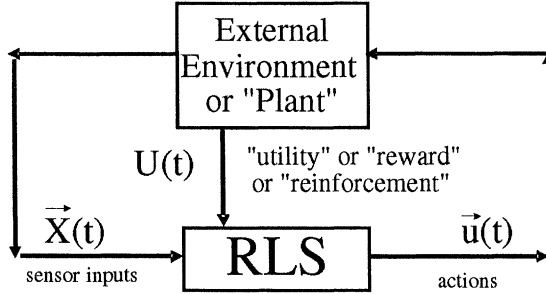 External
Environment
or "Plant"
U(t)
"utility" or "reward"
or "reinforcement"
X(t)
sensor inputs
RLS
u(t)
actions